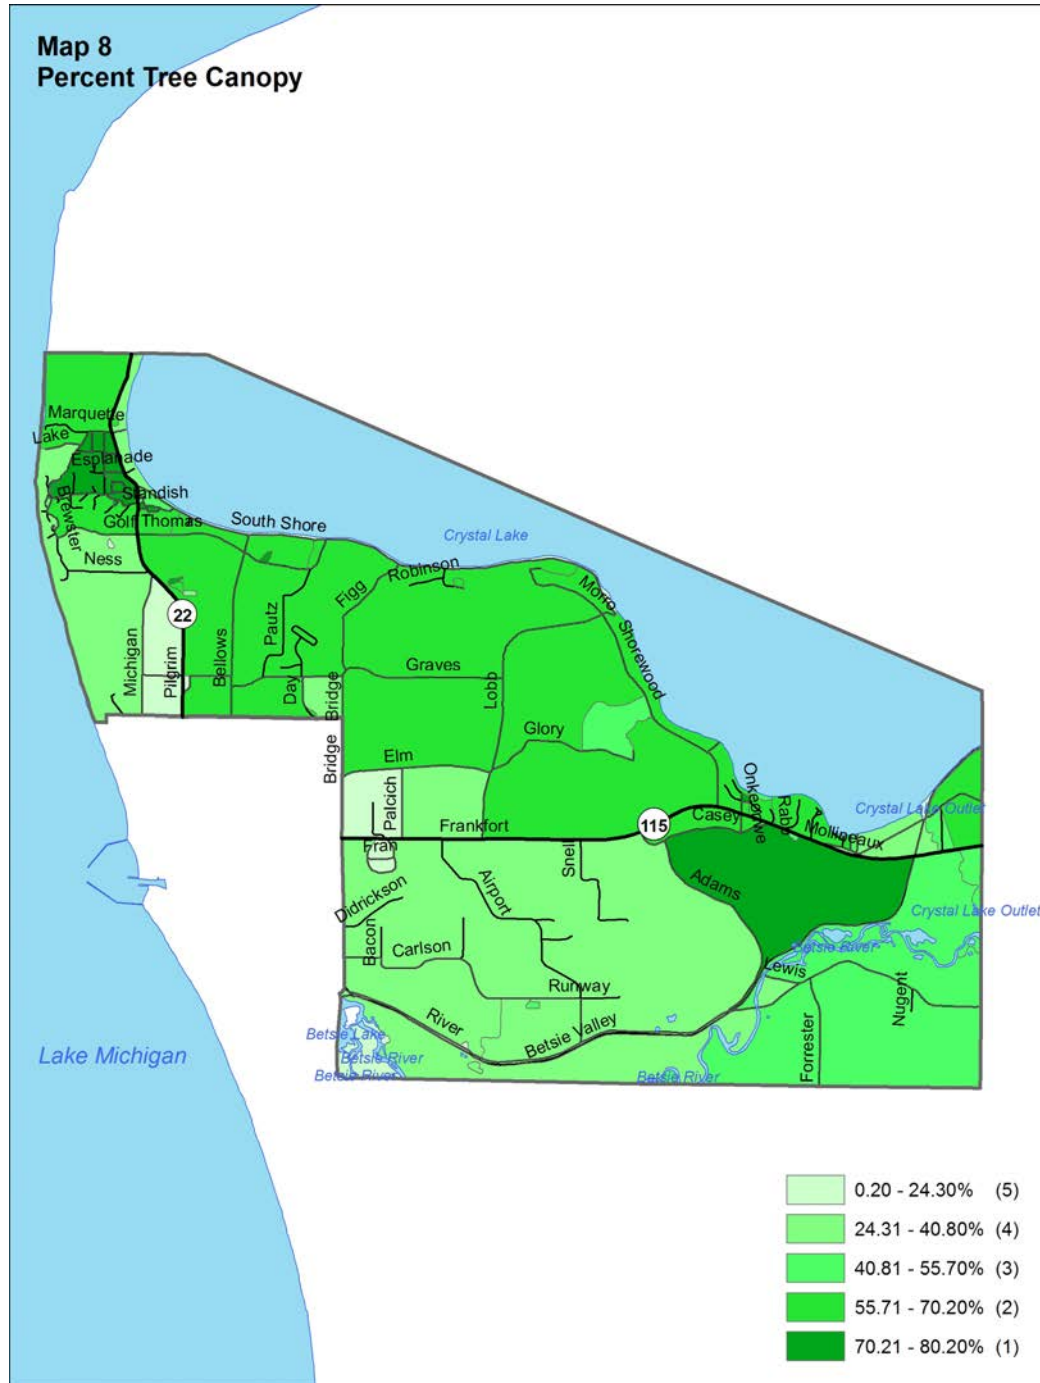 Map 8
Percent Tree Canopy
Marquette
Lake
Esplanade
Standish
Brewster
Golf Thomas
South Shore
Crystal Lake
Ness
Robinson
Figg
Morro
Shorewood
22
Pautz
Michigan
Pilgrim
Bellows
Day
Bridge
Graves
Lobb
Glory
Bridge
Elm
Onkeonwe
Palcich
Rabb
Crystal Lake Outlet
Frankfort
115
Casey
Mollineaux
Fran
Snell
Didrickson
Airport
Adams
Crystal Lake Outlet
Bacon
Carlson
Betsie River
Lewis
Runway
Nugent
River
Betsie Valley
Forrester
Betsie Lake
Betsie River
Betsie River
Betsie River
Lake Michigan
0.20 - 24.30% (5)
24.31 - 40.80% (4)
40.81 - 55.70% (3)
55.71 - 70.20% (2)
70.21 - 80.20% (1)